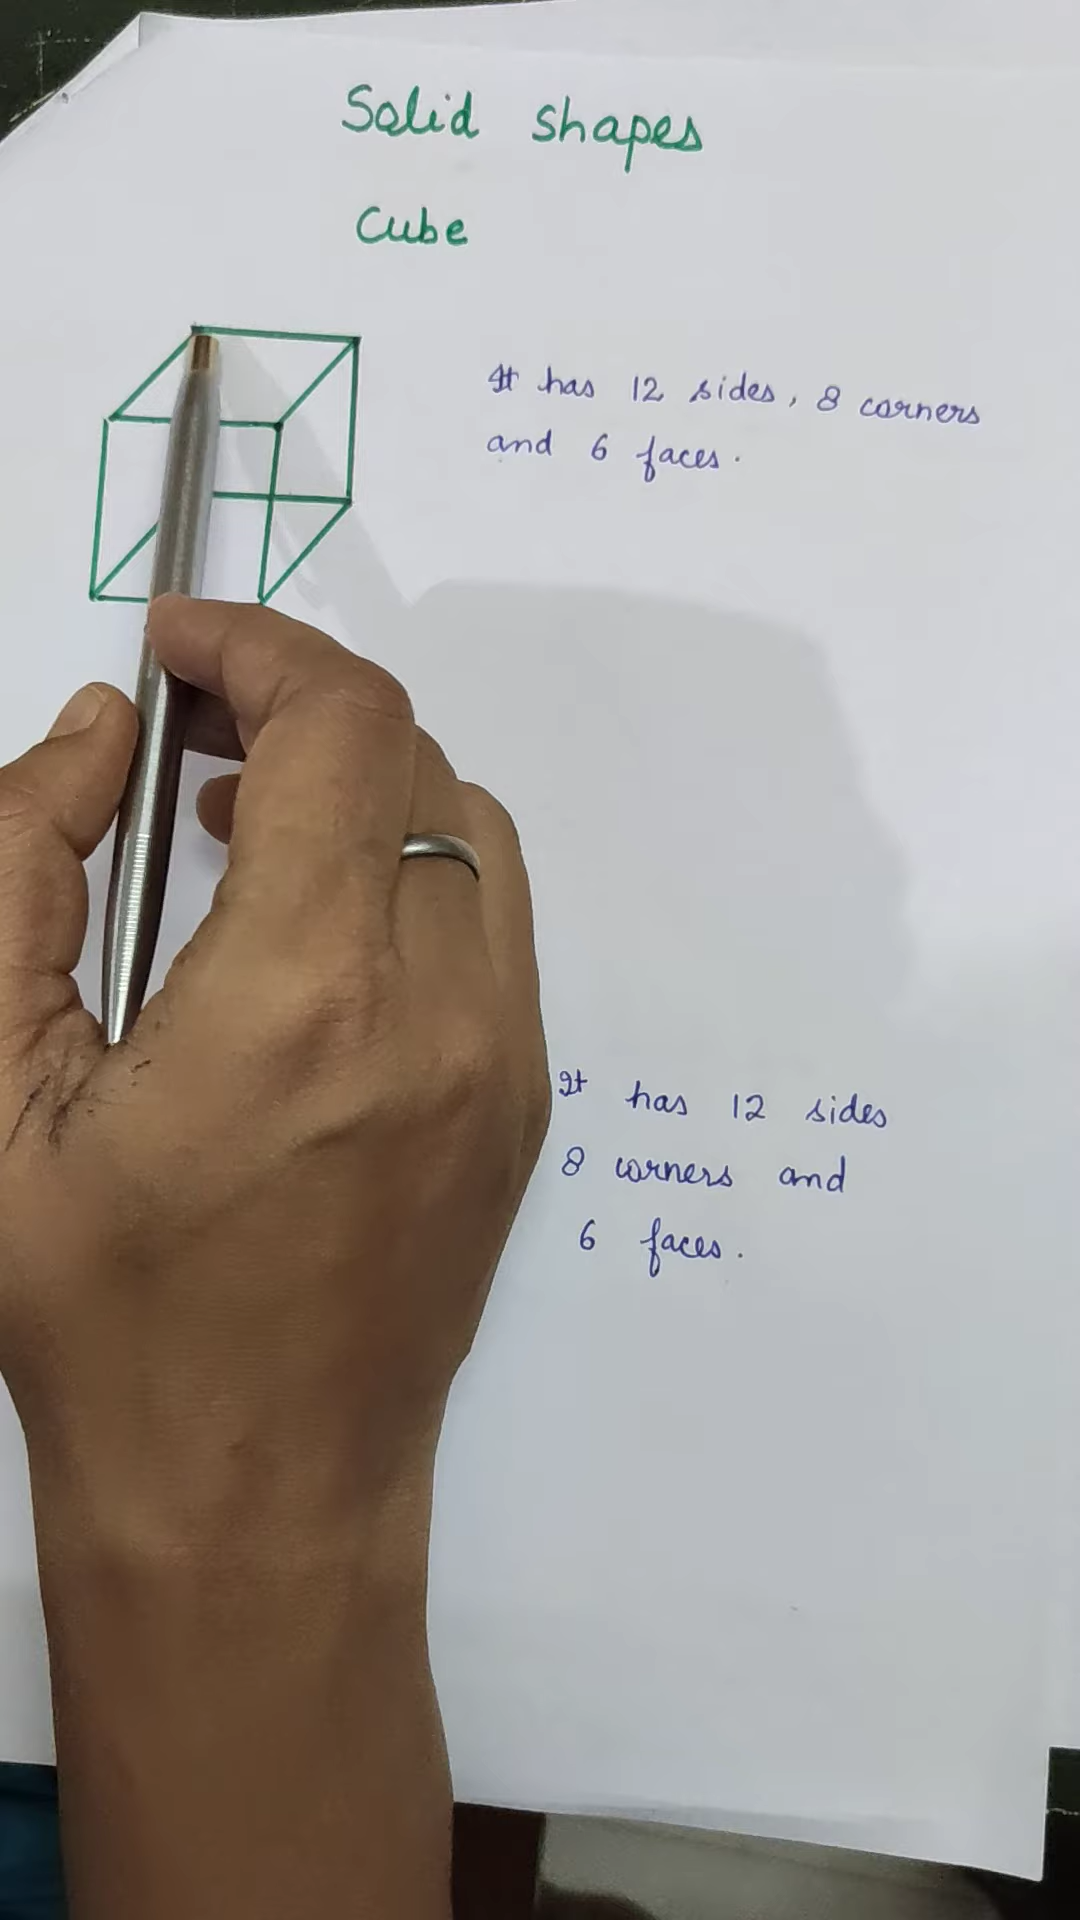 Solid shapes
Cube
It has 12 sides, 8 corners
and 6 faces.
It has 12 sides
8 corners and
6 faces.